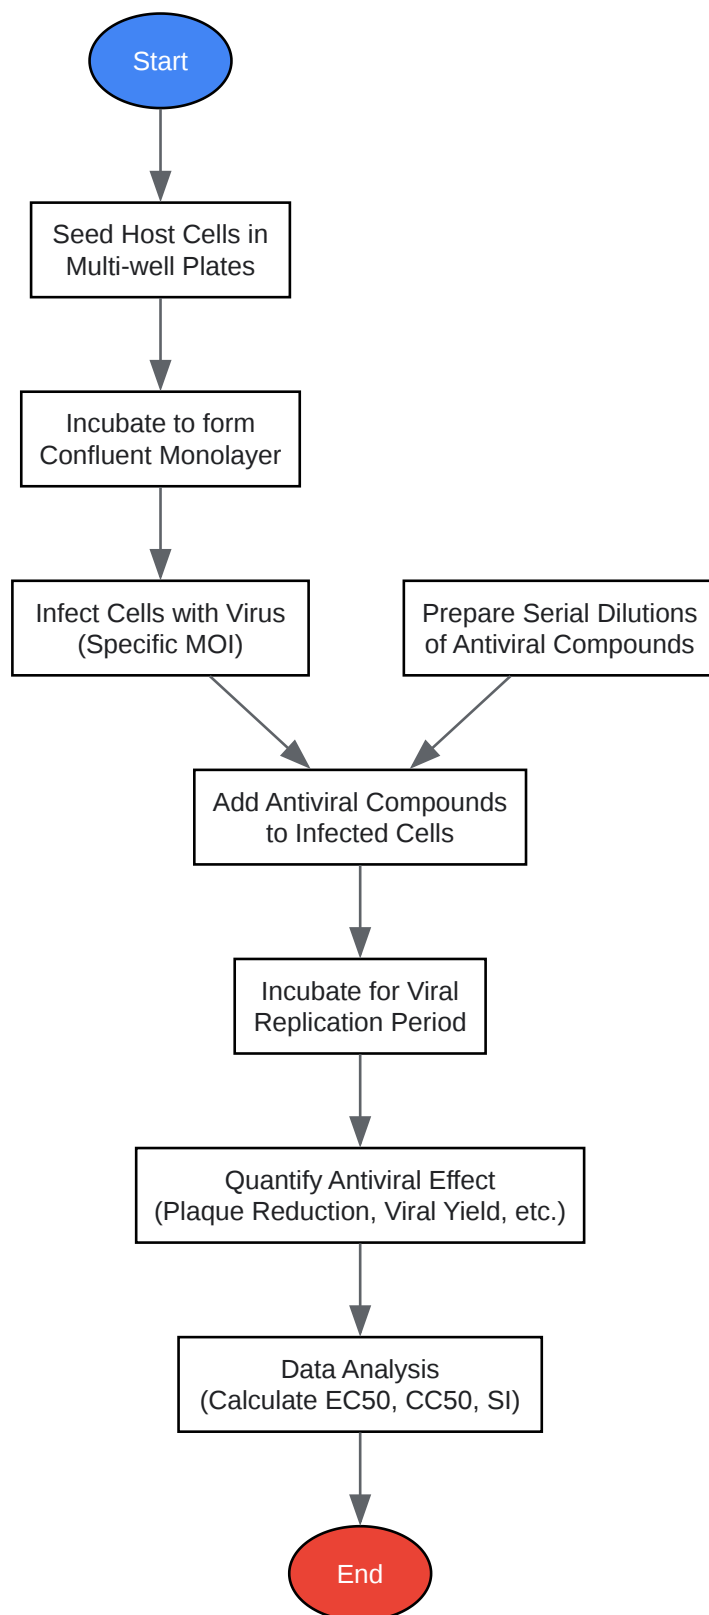 Start
Seed Host Cells in
Multi-well Plates
Incubate to form
Confluent Monolayer
Infect Cells with Virus
(Specific MOI)
Prepare Serial Dilutions
of Antiviral Compounds
Add Antiviral Compounds
to Infected Cells
Incubate for Viral
Replication Period
Quantify Antiviral Effect
(Plaque Reduction, Viral Yield, etc.)
Data Analysis
(Calculate EC50, CC50, SI)
End